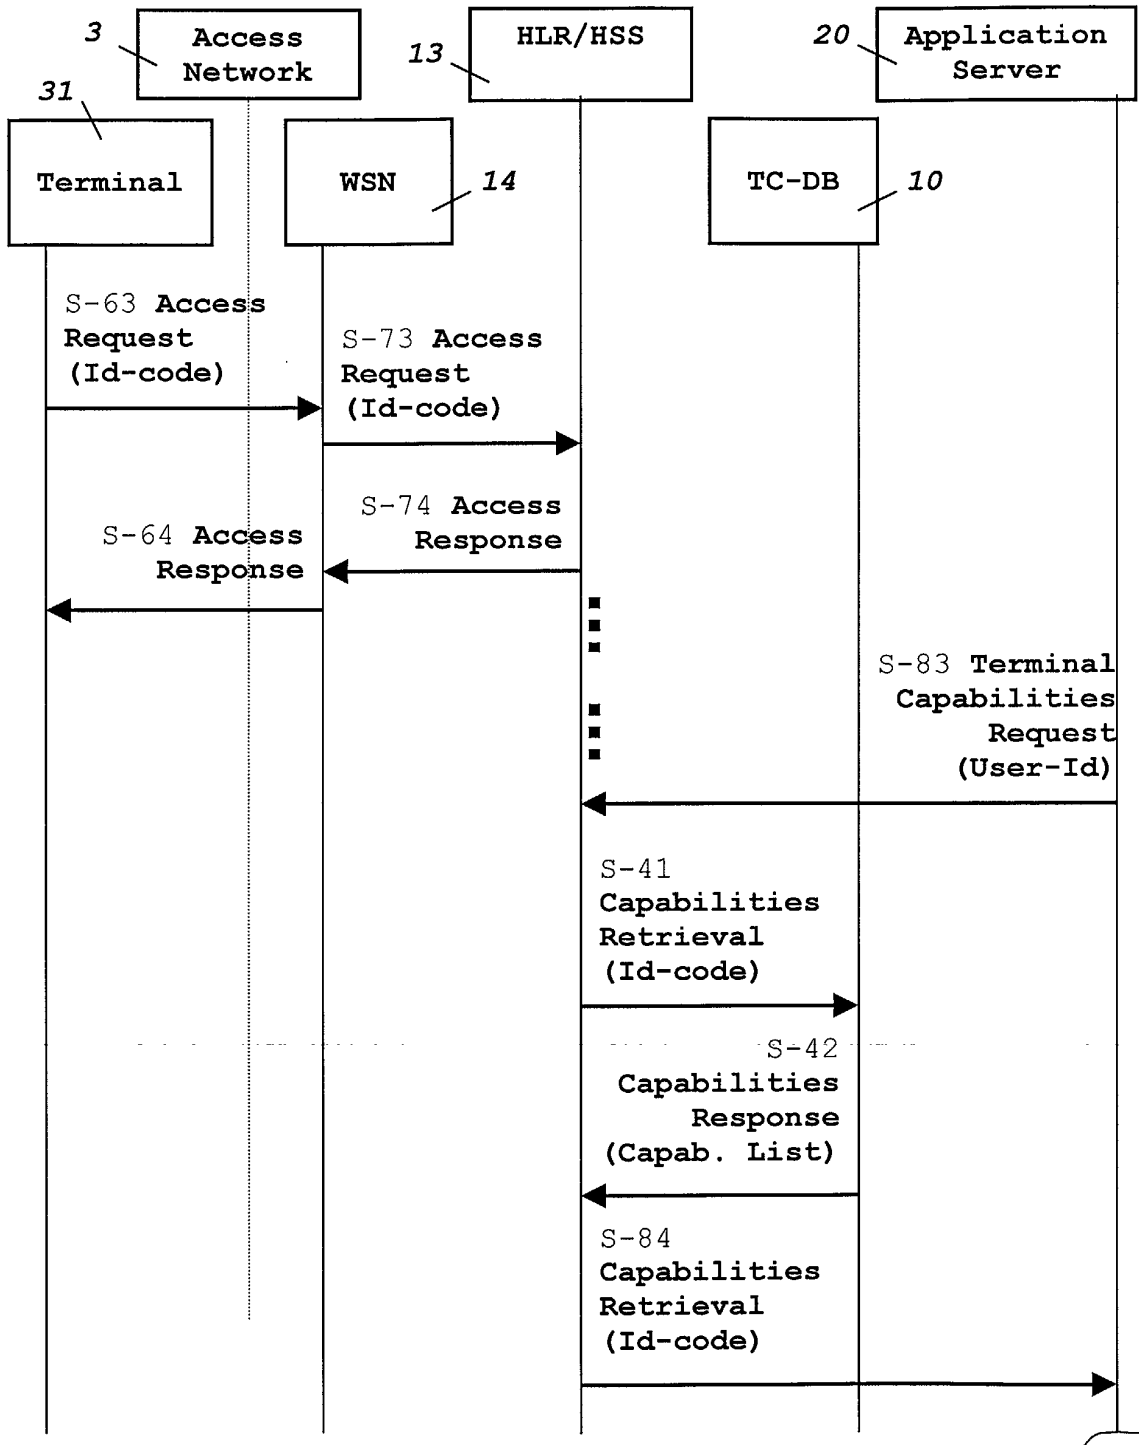 3
Access
Network
13
HLR/HSS
20
Application
Server
31
Terminal
WSN
14
TC-DB
10
S-63 Access
Request
(Id-code)
S-73 Access
Request
(Id-code)
S-74 Access
Response
S-64 Access
Response
S-83 Terminal
Capabilities
Request
(User-Id)
S-41
Capabilities
Retrieval
(Id-code)
S-42
Capabilities
Response
(Capab. List)
S-84
Capabilities
Retrieval
(Id-code)